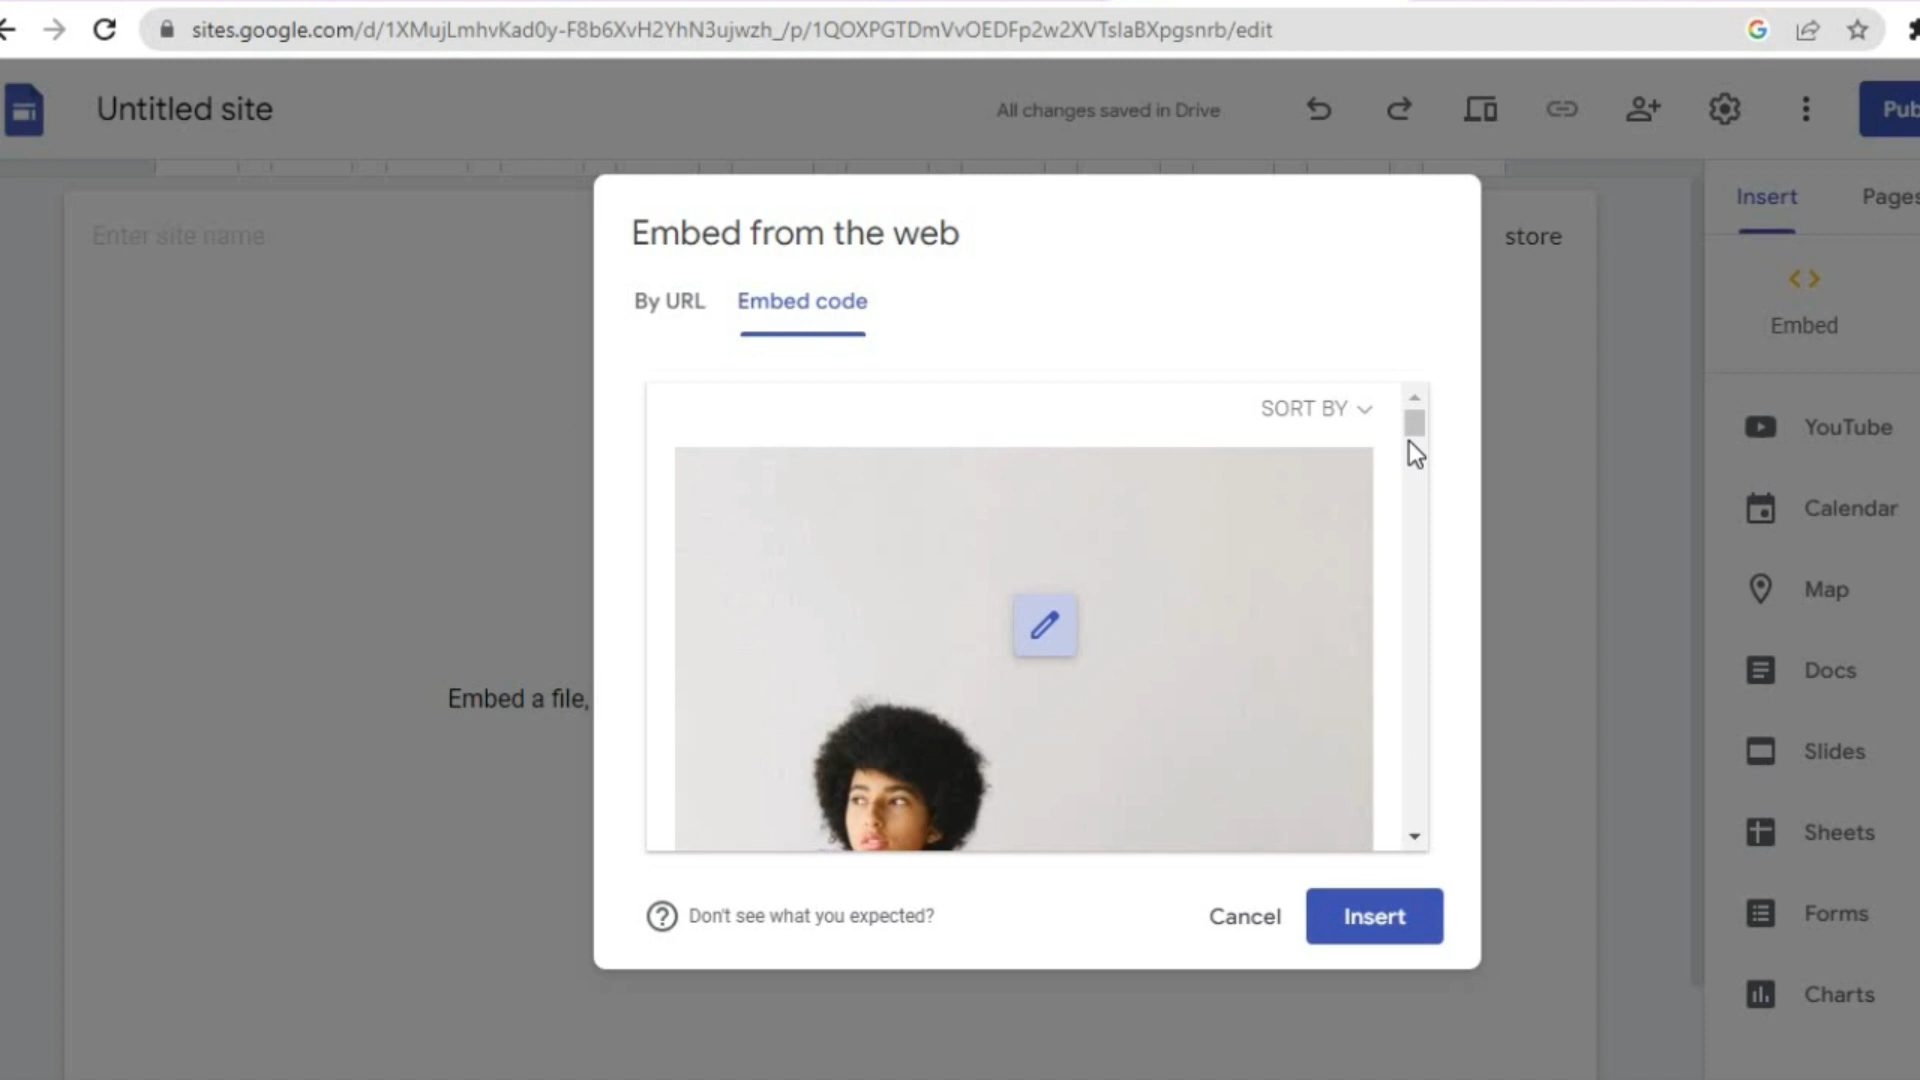 sites.google.com/d/1XMujLmhvKad0y-F8b6XvH2YhN3ujwzh_/p/1QOXPGTDmVvOEDFp2w2XVTslaBXpgsnrb/edit
Untitled site
All changes saved in Drive
Pub
Enter site name
store
Insert
Pages
Embed from the web
By URL
Embed code
Embed
SORT BY
YouTube
Calendar
Map
Docs
Embed a file,
Slides
Sheets
Don't see what you expected?
Cancel
Insert
Forms
Charts